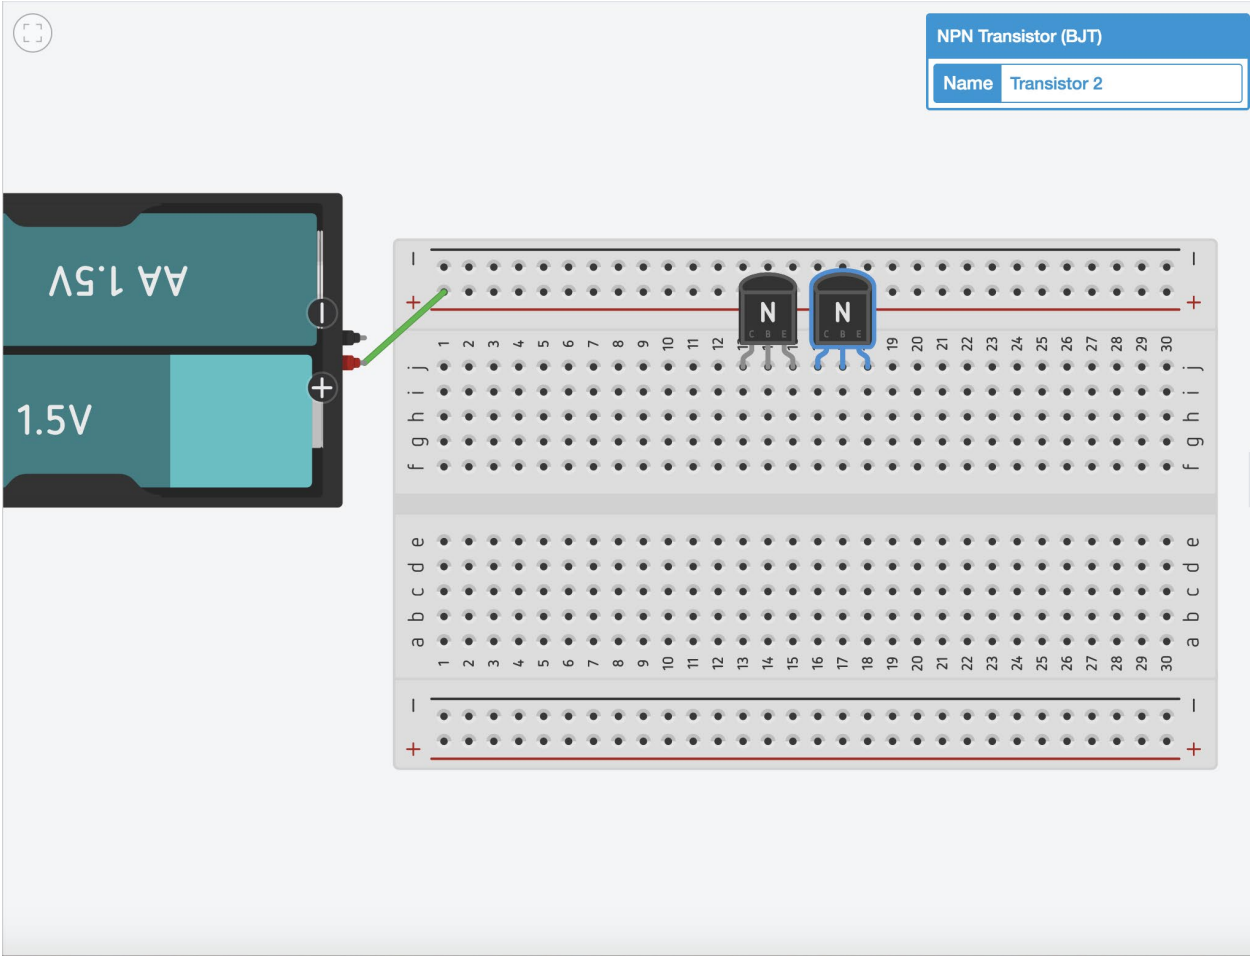 NPN Transistor (BJT)
Name Transistor 2
AA 1.5V
1.5V
− +
− −
+ +
N N
C B E C B E
1 2 3 4 5 6 7 8 9 10 11 12 19 20 21 22 23 24 25 26 27 28 29 30
j j
i i
h h
g g
f f
e e
d d
c c
b b
a a
1 2 3 4 5 6 7 8 9 10 11 12 13 14 15 16 17 18 19 20 21 22 23 24 25 26 27 28 29 30
− −
+ +